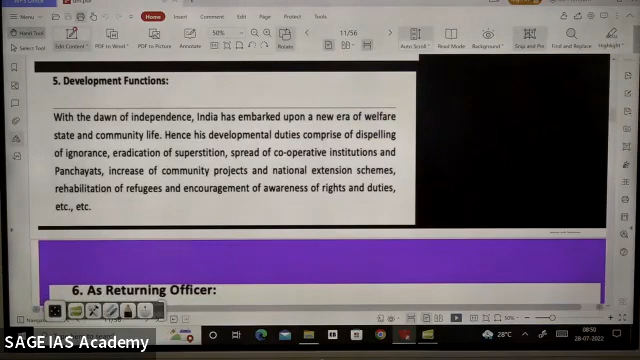 Menu
Home
Insert
Comment
Edit
Page
Protect
Tools
Hand Tool
Select Tool
Edit Content
PDF to Word
PDF to Picture
Annotate
50%
Rotate
11/56
Auto Scroll
Read Mode
Background
Snip and Pin
Find and Replace
Highlight
5. Development Functions:
With the dawn of independence, India has embarked upon a new era of welfare
state and community life. Hence his developmental duties comprise of dispelling
of ignorance, eradication of superstition, spread of co-operative institutions and
Panchayats, increase of community projects and national extension schemes,
rehabilitation of refugees and encouragement of awareness of rights and duties,
etc., etc.
6. As Returning Officer:
11/56
50%
28°C
08:50
28-07-2022
SAGE IAS Academy